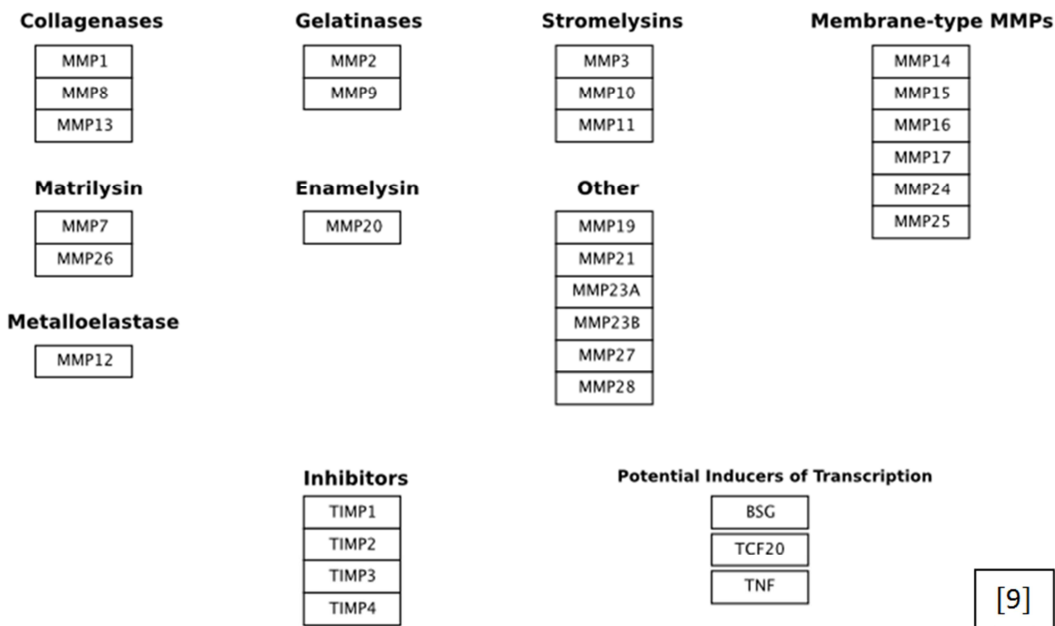 Collagenases
MMP1
MMP8
MMP13
Gelatinases
MMP2
MMP9
Stromelysins
MMP3
MMP10
MMP11
Membrane-type MMPs
MMP14
MMP15
MMP16
MMP17
MMP24
MMP25
Matrilysin
MMP7
MMP26
Enamelysin
MMP20
Other
MMP19
MMP21
MMP23A
MMP23B
MMP27
MMP28
Metalloelastase
MMP12
Inhibitors
TIMP1
TIMP2
TIMP3
TIMP4
Potential Inducers of Transcription
BSG
TCF20
TNF
[9]